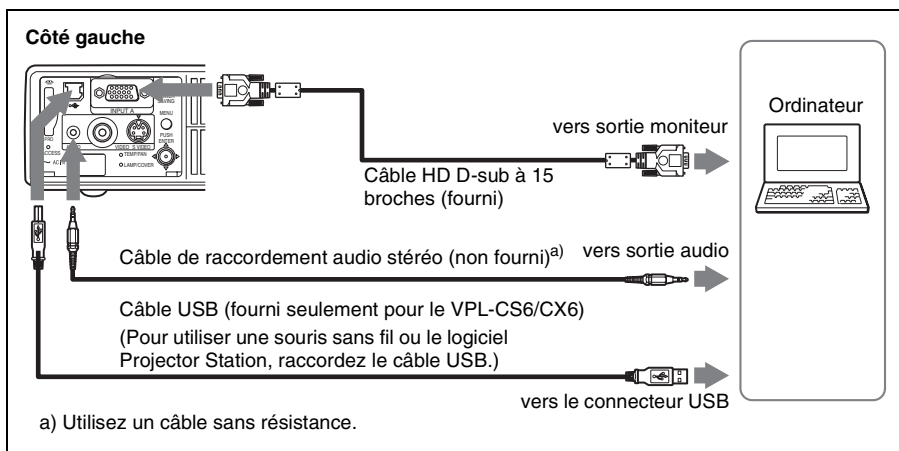 Côté gauche
SAVING
INPUT A
MENU
PUSH
ENTER
PRO
ACCESS
VIDEO S VIDEO
TEMP/FAN
LAMP/COVER
Ordinateur
vers sortie moniteur
Câble HD D-sub à 15
broches (fourni)
Câble de raccordement audio stéréo (non fourni)a)
vers sortie audio
Câble USB (fourni seulement pour le VPL-CS6/CX6)
(Pour utiliser une souris sans fil ou le logiciel
Projector Station, raccordez le câble USB.)
vers le connecteur USB
a) Utilisez un câble sans résistance.